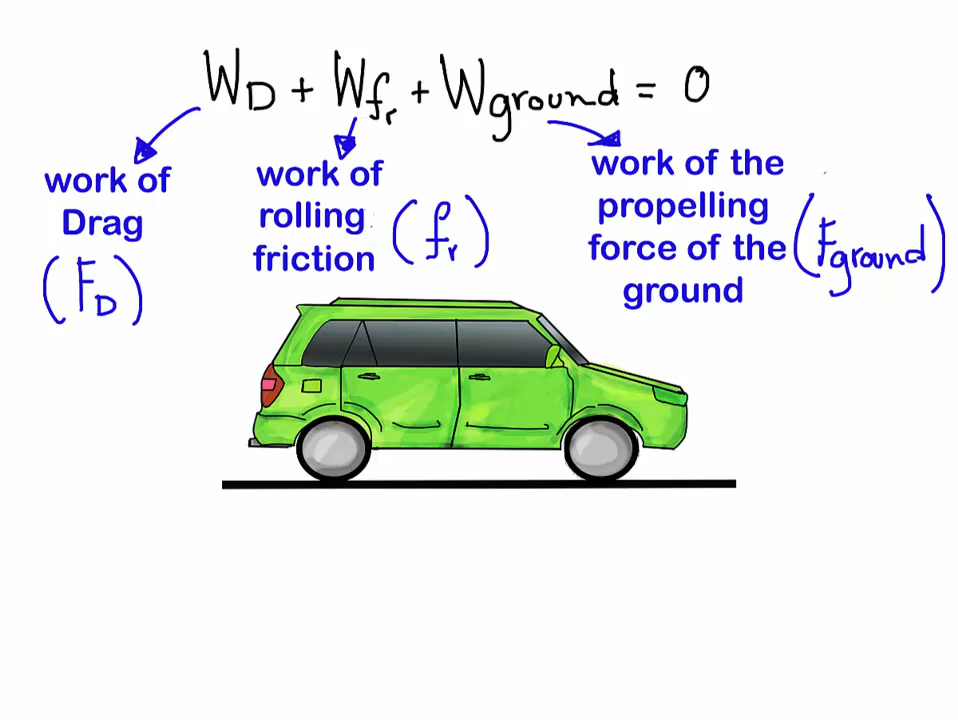 W_D + W_fr + W_ground = 0
work of
Drag
(F_D)
work of
rolling
friction
(f_r)
work of the
propelling
force of the
ground
(F_ground)